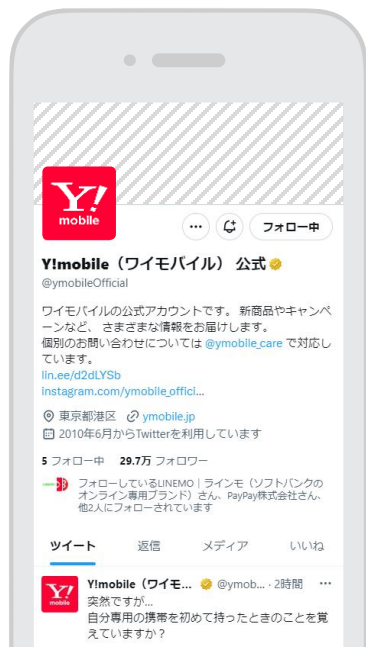 Y!
mobile
フォロー中
Y!mobile（ワイモバイル） 公式
@ymobileOfficial
ワイモバイルの公式アカウントです。 新商品やキャンペ
ーンなど、 さまざまな情報をお届けします。
個別のお問い合わせについては @ymobile_care で対応し
ています。
lin.ee/d2dLYSb
instagram.com/ymobile_offici…
東京都港区 ymobile.jp
2010年6月からTwitterを利用しています
5 フォロー中 29.7万 フォロワー
フォローしているLINEMO｜ラインモ（ソフトバンクの
オンライン専用ブランド）さん、PayPay株式会社さん、
他2人にフォローされています
ツイート 返信 メディア いいね
Y!
mobile
Y!mobile（ワイモ… @ymob… · 2時間
突然ですが…
自分専用の携帯を初めて持ったときのことを覚
えていますか？